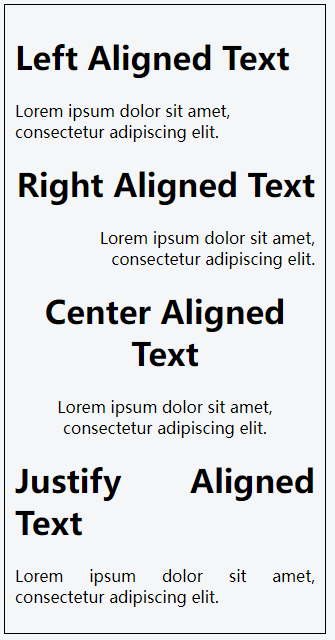 Left Aligned Text
Lorem ipsum dolor sit amet,
consectetur adipiscing elit.
Right Aligned Text
Lorem ipsum dolor sit amet,
consectetur adipiscing elit.
Center Aligned
Text
Lorem ipsum dolor sit amet,
consectetur adipiscing elit.
Justify Aligned
Text
Lorem ipsum dolor sit amet,
consectetur adipiscing elit.